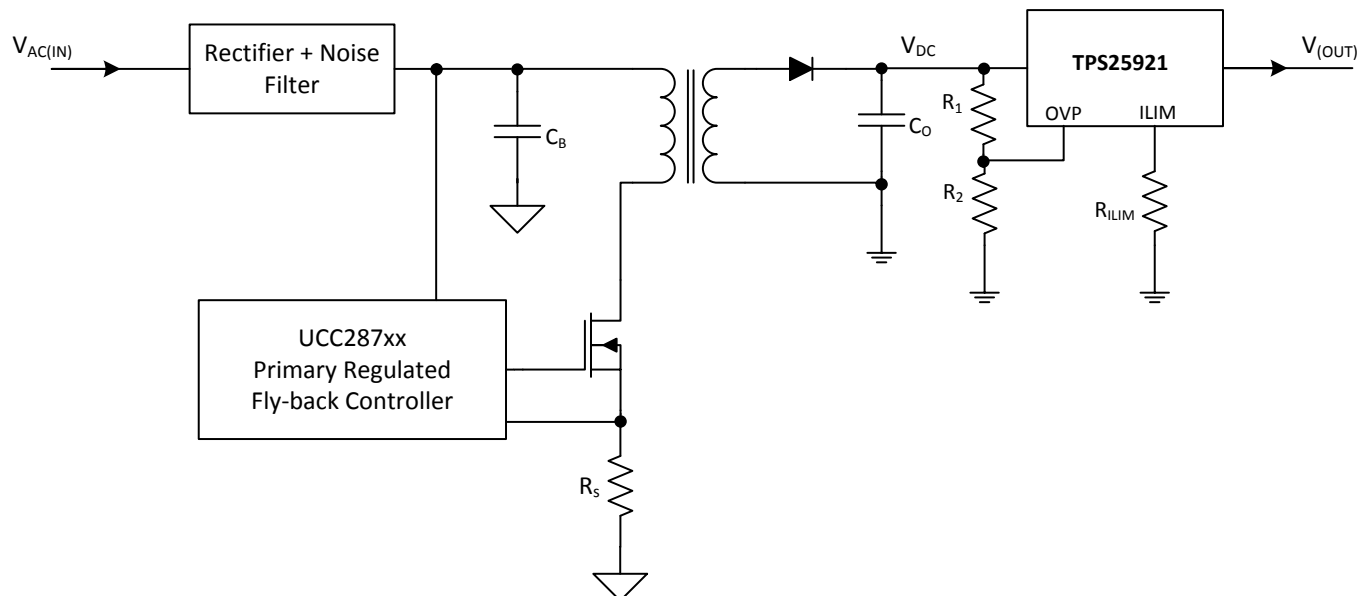 V_AC(IN)
Rectifier + Noise
Filter
C_B
C_O
V_DC
R_1
R_2
TPS25921
OVP ILIM
R_ILIM
V_(OUT)
UCC287xx
Primary Regulated
Fly-back Controller
R_s